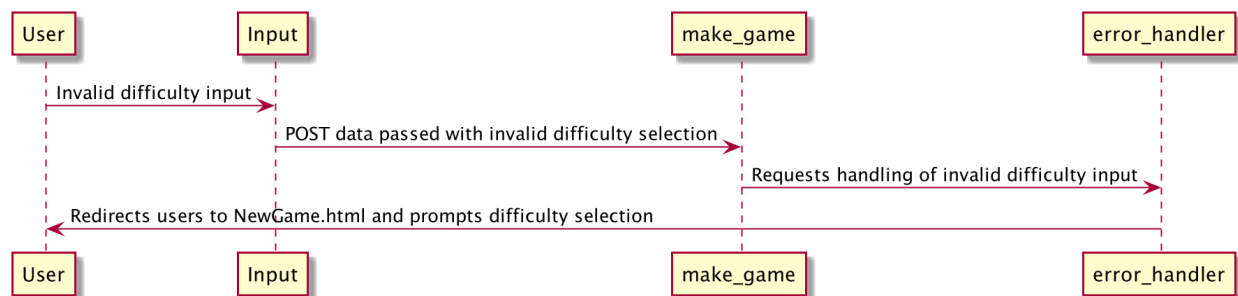 User Input make_game error_handler
Invalid difficulty input
POST data passed with invalid difficulty selection
Requests handling of invalid difficulty input
Redirects users to NewGame.html and prompts difficulty selection
User Input make_game error_handler